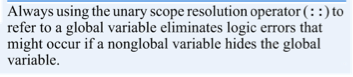 Always using the unary scope resolution operator (::) to
refer to a global variable eliminates logic errors that
might occur if a nonglobal variable hides the global
variable.